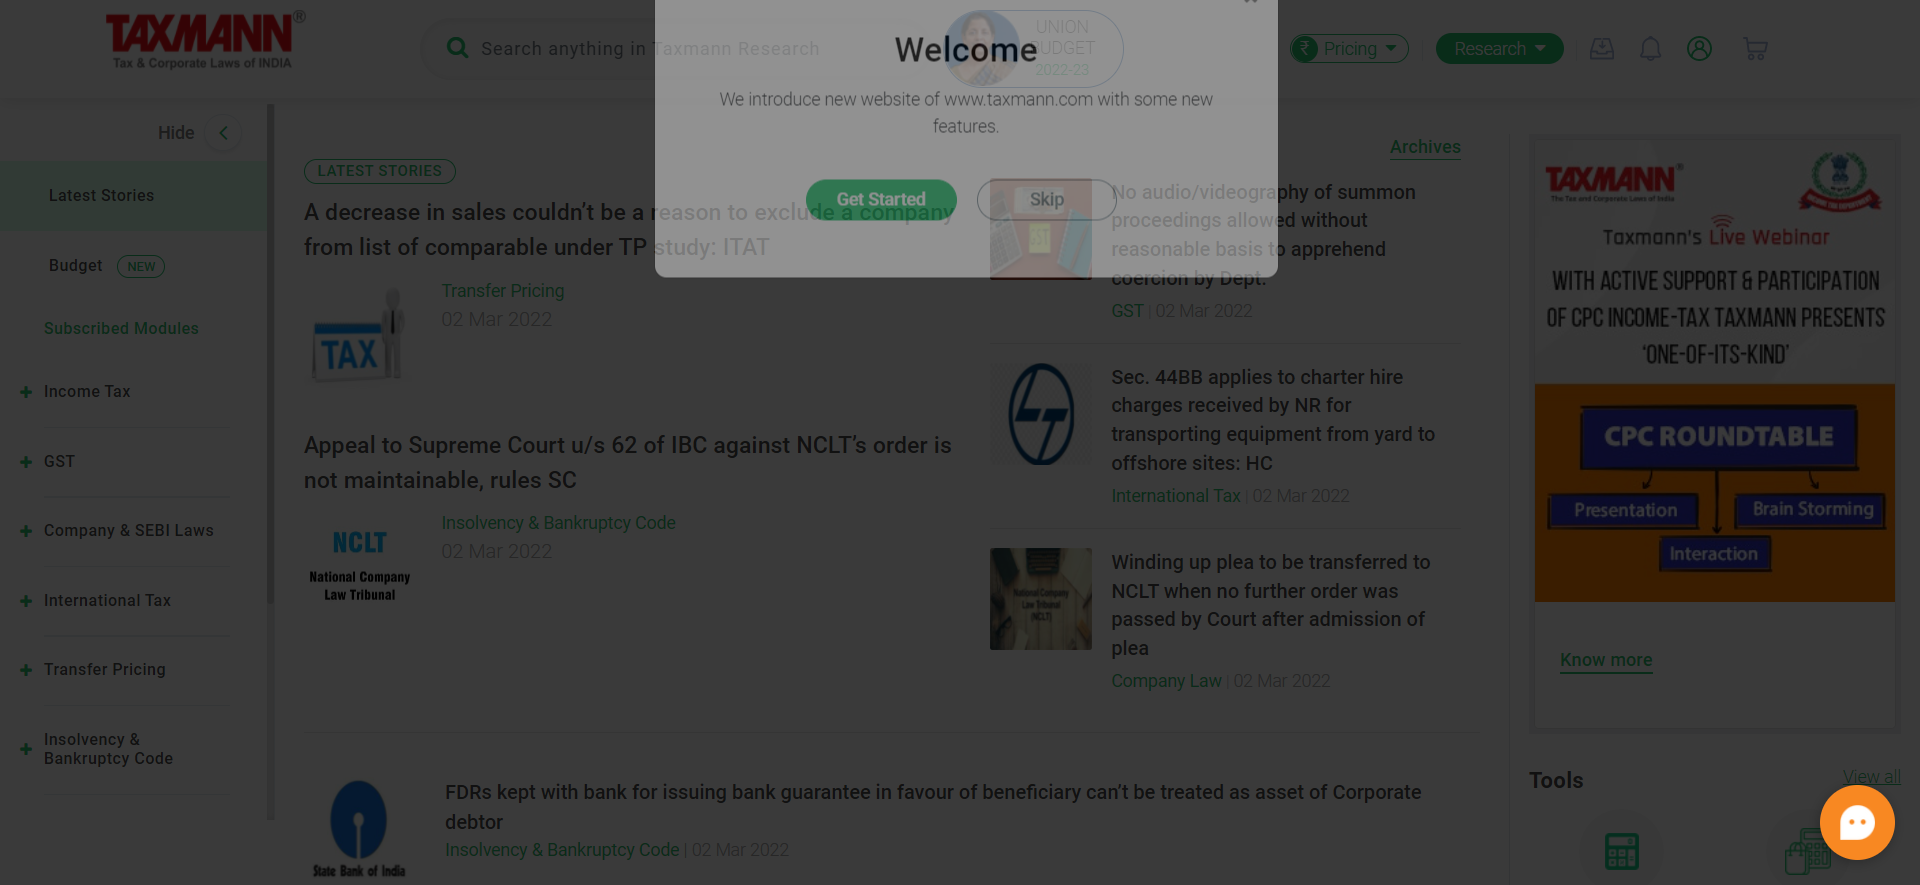 TAXMANN®
Tax & Corporate Laws of INDIA
Search anything in Taxmann Research
UNION
BUDGET
2022-23
₹ Pricing
Research
Welcome
We introduce new website of www.taxmann.com with some new
features.
Get Started
Skip
Hide
Latest Stories
Budget NEW
Subscribed Modules
+ Income Tax
+ GST
+ Company & SEBI Laws
+ International Tax
+ Transfer Pricing
+ Insolvency &
Bankruptcy Code
LATEST STORIES
Archives
A decrease in sales couldn’t be a reason to exclude a company
from list of comparable under TP study: ITAT
TAX
Transfer Pricing
02 Mar 2022
Appeal to Supreme Court u/s 62 of IBC against NCLT’s order is
not maintainable, rules SC
NCLT
National Company
Law Tribunal
Insolvency & Bankruptcy Code
02 Mar 2022
GST
No audio/videography of summon
proceedings allowed without
reasonable basis to apprehend
coercion by Dept.
GST | 02 Mar 2022
Sec. 44BB applies to charter hire
charges received by NR for
transporting equipment from yard to
offshore sites: HC
International Tax | 02 Mar 2022
National Company
Law Tribunal
(NCLT)
Winding up plea to be transferred to
NCLT when no further order was
passed by Court after admission of
plea
Company Law | 02 Mar 2022
State Bank of India
FDRs kept with bank for issuing bank guarantee in favour of beneficiary can’t be treated as asset of Corporate
debtor
Insolvency & Bankruptcy Code | 02 Mar 2022
TAXMANN®
The Tax and Corporate Laws of India
INCOME TAX DEPARTMENT
Taxmann's Live Webinar
WITH ACTIVE SUPPORT & PARTICIPATION
OF CPC INCOME-TAX TAXMANN PRESENTS
‘ONE-OF-ITS-KIND’
CPC ROUNDTABLE
Presentation
Brain Storming
Interaction
Know more
Tools
View all